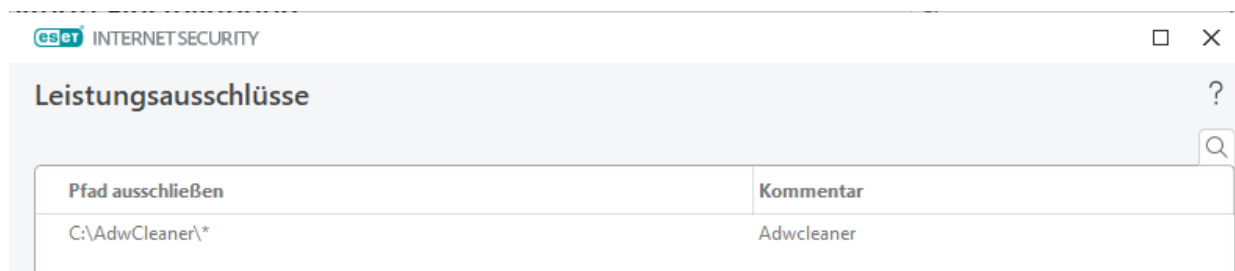 eset INTERNET SECURITY
Leistungsausschlüsse
?
Pfad ausschließen Kommentar
C:\AdwCleaner\* Adwcleaner